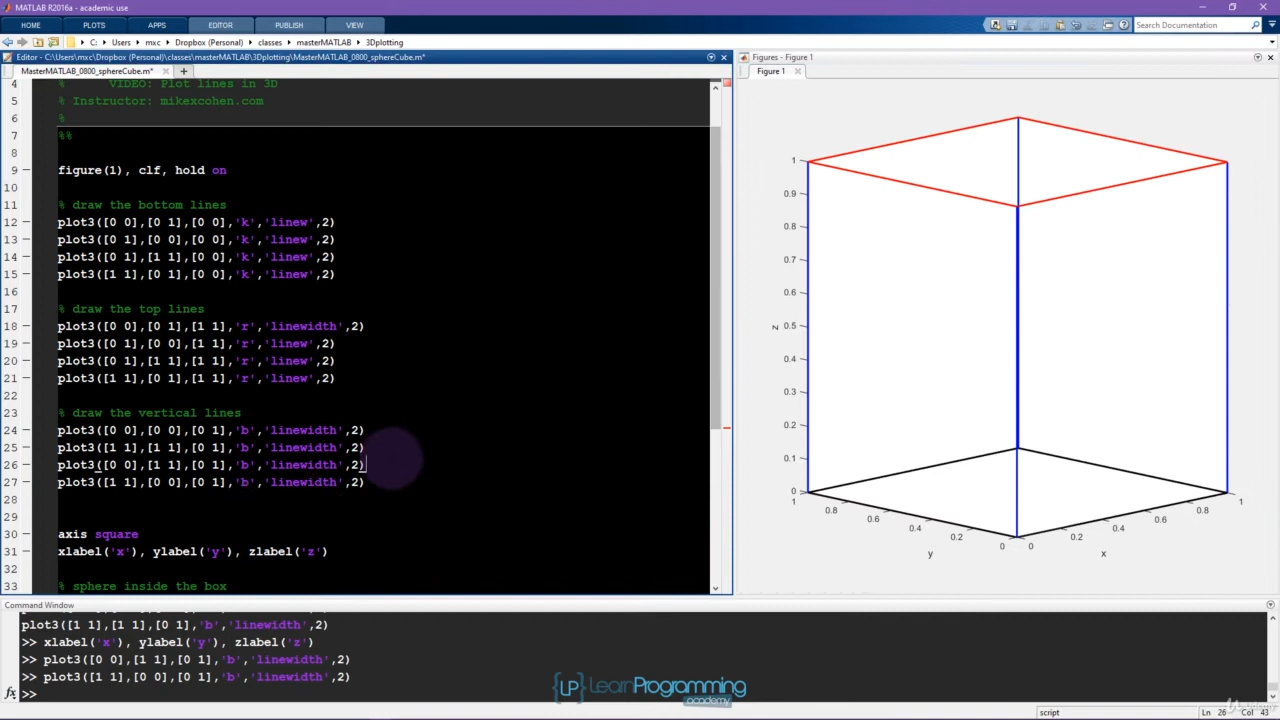 MATLAB R2016a - academic use
HOME PLOTS APPS EDITOR PUBLISH VIEW Search Documentation
C: Users mxc Dropbox (Personal) classes masterMATLAB 3Dplotting
Editor - C:\Users\mxc\Dropbox (Personal)\classes\masterMATLAB\3Dplotting\MasterMATLAB_0800_sphereCube.m*
MasterMATLAB_0800_sphereCube.m* +
4 % VIDEO: Plot lines in 3D
5 % Instructor: mikexcohen.com
6 %
7 %%
8
9 figure(1), clf, hold on
10
11 % draw the bottom lines
12 plot3([0 0],[0 1],[0 0],'k','linew',2)
13 plot3([0 1],[0 0],[0 0],'k','linew',2)
14 plot3([0 1],[1 1],[0 0],'k','linew',2)
15 plot3([1 1],[0 1],[0 0],'k','linew',2)
16
17 % draw the top lines
18 plot3([0 0],[0 1],[1 1],'r','linewidth',2)
19 plot3([0 1],[0 0],[1 1],'r','linew',2)
20 plot3([0 1],[1 1],[1 1],'r','linew',2)
21 plot3([1 1],[0 1],[1 1],'r','linew',2)
22
23 % draw the vertical lines
24 plot3([0 0],[0 0],[0 1],'b','linewidth',2)
25 plot3([1 1],[1 1],[0 1],'b','linewidth',2)
26 plot3([0 0],[1 1],[0 1],'b','linewidth',2)
27 plot3([1 1],[0 0],[0 1],'b','linewidth',2)
28
29
30 axis square
31 xlabel('x'), ylabel('y'), zlabel('z')
32
33 % sphere inside the box
Figures - Figure 1
Figure 1
1
0.9
0.8
0.7
0.6
z 0.5
0.4
0.3
0.2
0.1
0
1 0.8 0.6 0.4 0.2 0
y
0 0.2 0.4 0.6 0.8 1
x
Command Window
plot3([1 1],[1 1],[0 1],'b','linewidth',2)
>> xlabel('x'), ylabel('y'), zlabel('z')
>> plot3([0 0],[1 1],[0 1],'b','linewidth',2)
>> plot3([1 1],[0 0],[0 1],'b','linewidth',2)
fx >>
{LP} LearnProgramming
academy
script Ln 26 Col 43